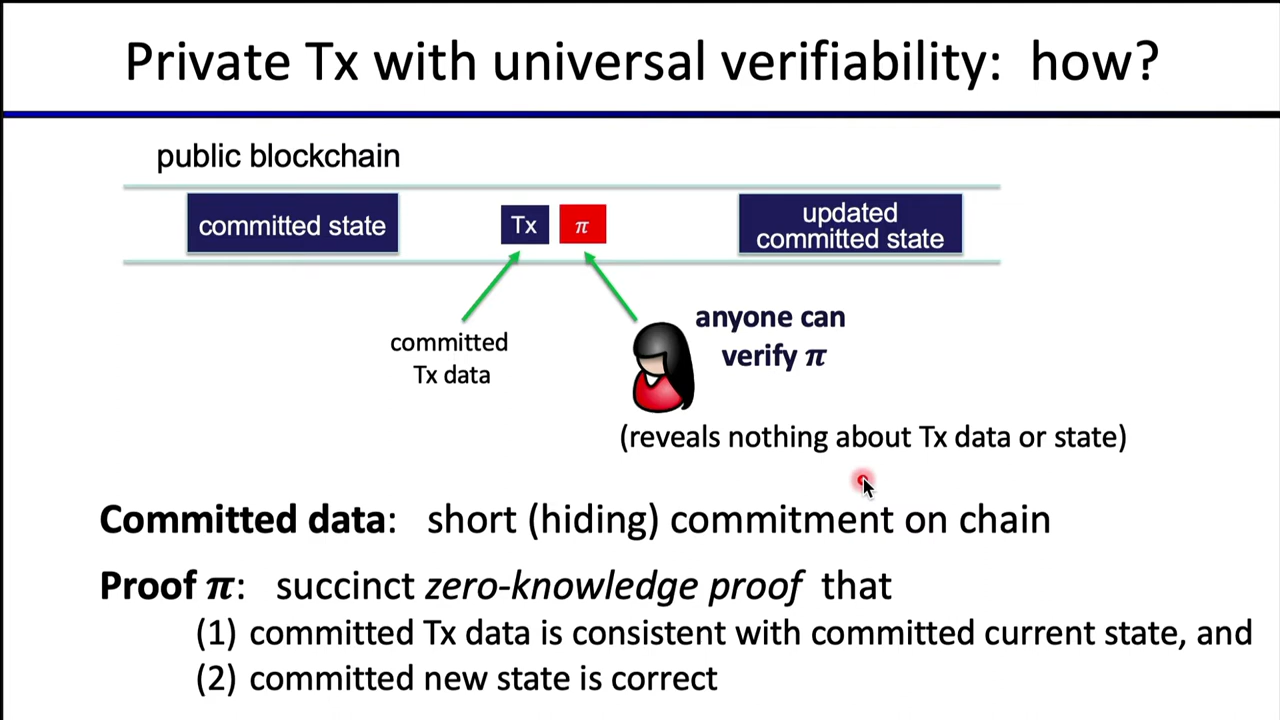 Private Tx with universal verifiability: how?
public blockchain
committed state
Tx
π
updated
committed state
committed
Tx data
anyone can
verify π
(reveals nothing about Tx data or state)
Committed data: short (hiding) commitment on chain
Proof π: succinct zero-knowledge proof that
(1) committed Tx data is consistent with committed current state, and
(2) committed new state is correct